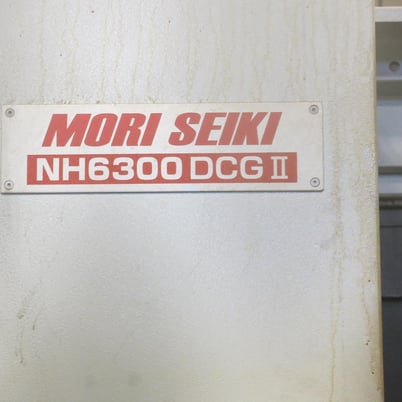 MORI SEIKI
NH6300 DCG II